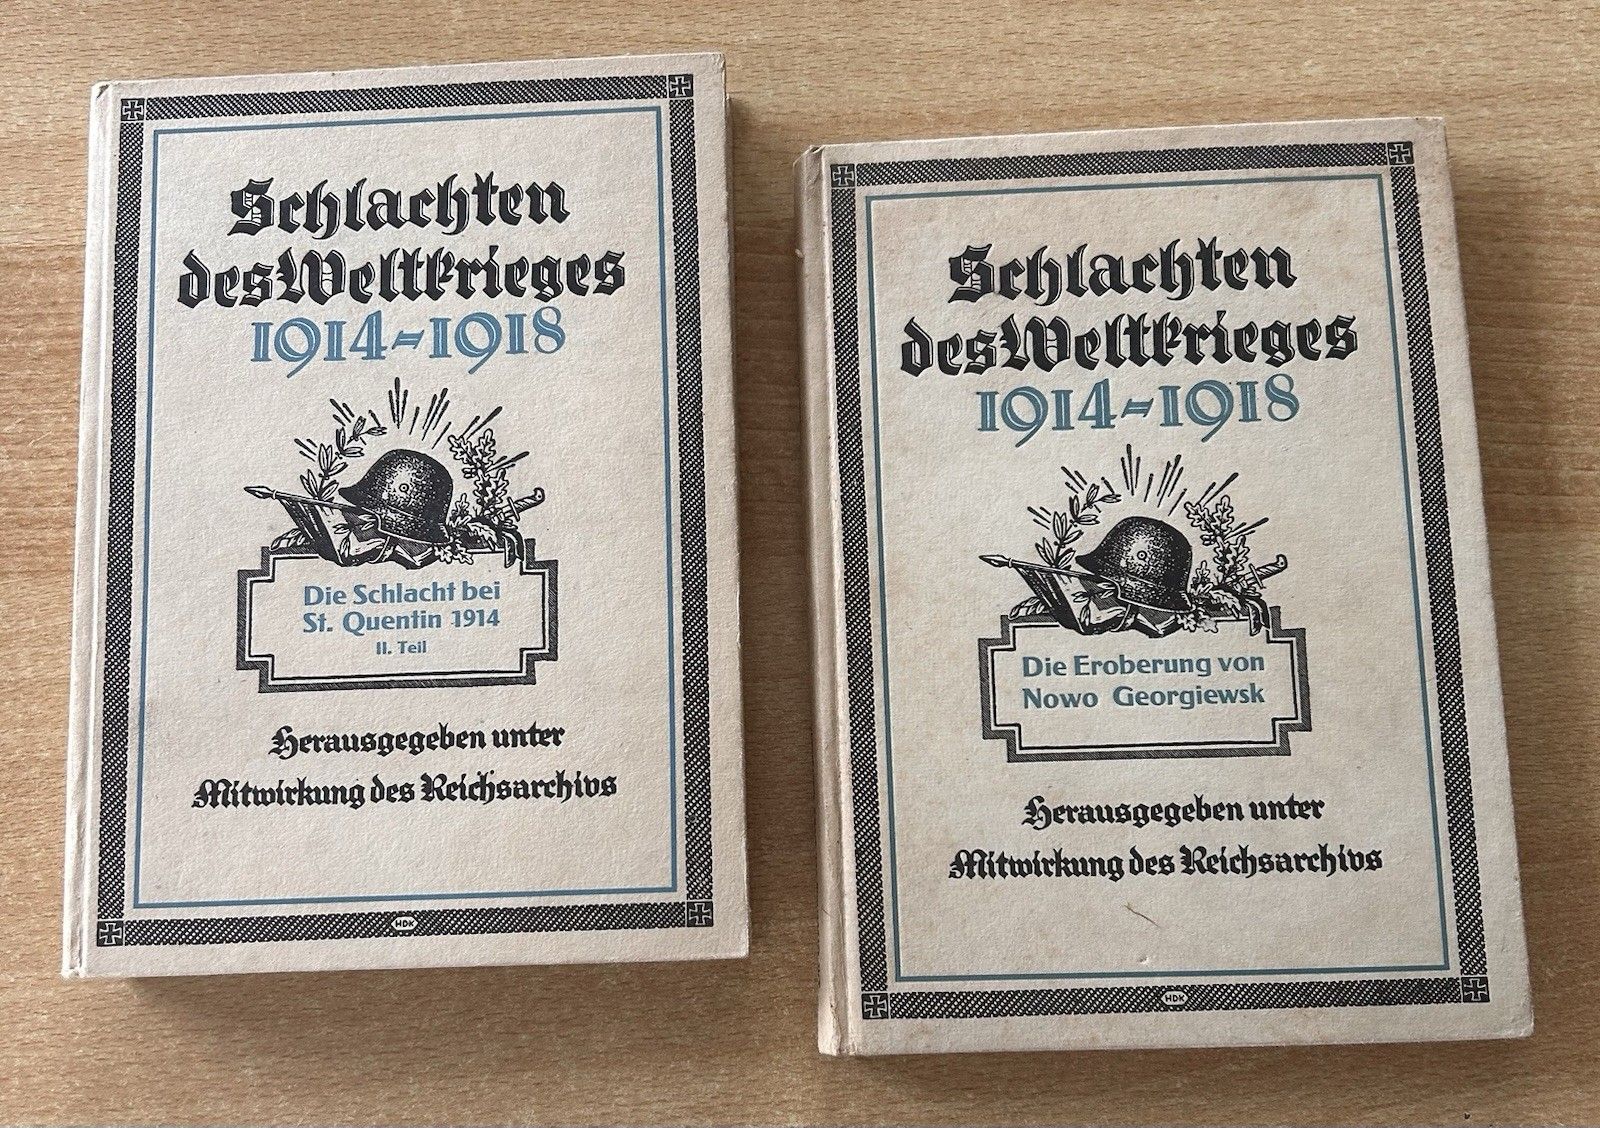 Schlachten
des Weltkrieges
1914-1918
Die Schlacht bei
St. Quentin 1914
II. Teil
Herausgegeben unter
Mitwirkung des Reichsarchivs
HDK
Schlachten
des Weltkrieges
1914-1918
Die Eroberung von
Nowo Georgiewsk
Herausgegeben unter
Mitwirkung des Reichsarchivs
HDK